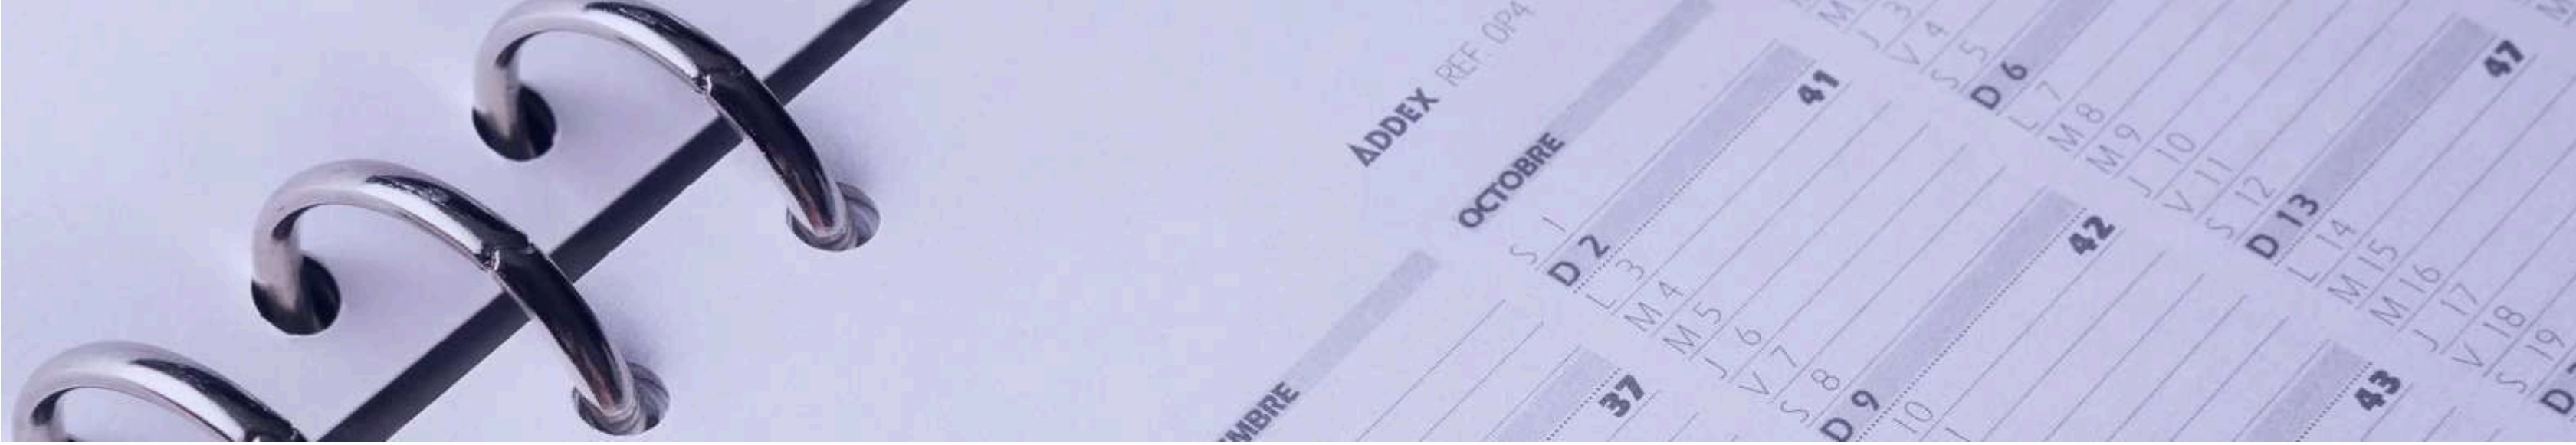 ADDEX REF. OP4
MBRE
37
OCTOBRE
S 1
D 2
41
L 3
M 4
M 5
J 6
V 7
S 8
D 9
42
10
43
J 3
V 4
S 5
D 6
L 7
M 8
M 9
J 10
V 11
S 12
D 13
47
L 14
M 15
M 16
J 17
V 18
S 19